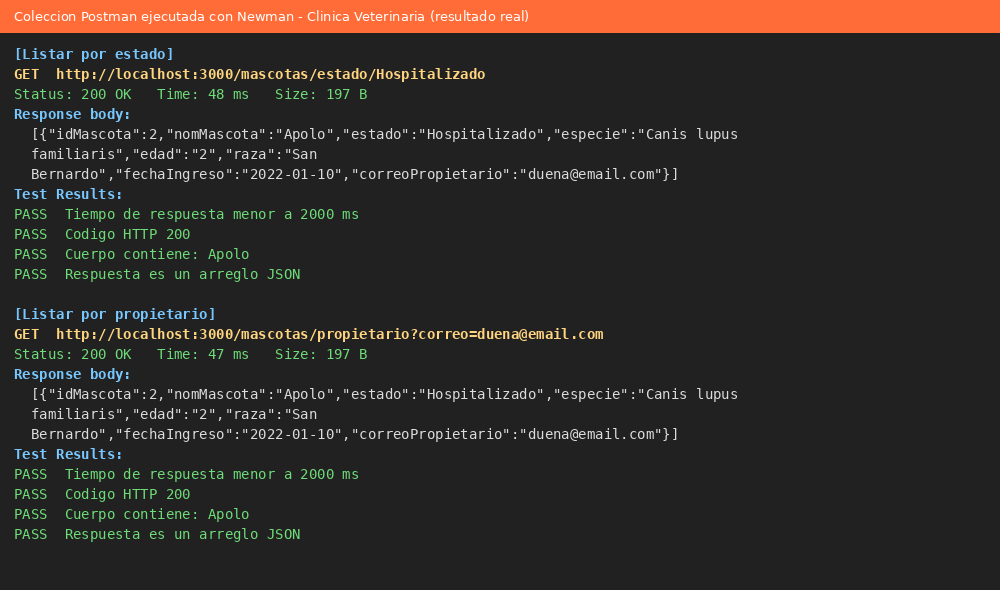 Coleccion Postman ejecutada con Newman - Clinica Veterinaria (resultado real)
[Listar por estado]
GET  http://localhost:3000/mascotas/estado/Hospitalizado
Status: 200 OK   Time: 48 ms   Size: 197 B
Response body:
  [{"idMascota":2,"nomMascota":"Apolo","estado":"Hospitalizado","especie":"Canis lupus
  familiaris","edad":"2","raza":"San
  Bernardo","fechaIngreso":"2022-01-10","correoPropietario":"duena@email.com"}]
Test Results:
PASS  Tiempo de respuesta menor a 2000 ms
PASS  Codigo HTTP 200
PASS  Cuerpo contiene: Apolo
PASS  Respuesta es un arreglo JSON

[Listar por propietario]
GET  http://localhost:3000/mascotas/propietario?correo=duena@email.com
Status: 200 OK   Time: 47 ms   Size: 197 B
Response body:
  [{"idMascota":2,"nomMascota":"Apolo","estado":"Hospitalizado","especie":"Canis lupus
  familiaris","edad":"2","raza":"San
  Bernardo","fechaIngreso":"2022-01-10","correoPropietario":"duena@email.com"}]
Test Results:
PASS  Tiempo de respuesta menor a 2000 ms
PASS  Codigo HTTP 200
PASS  Cuerpo contiene: Apolo
PASS  Respuesta es un arreglo JSON